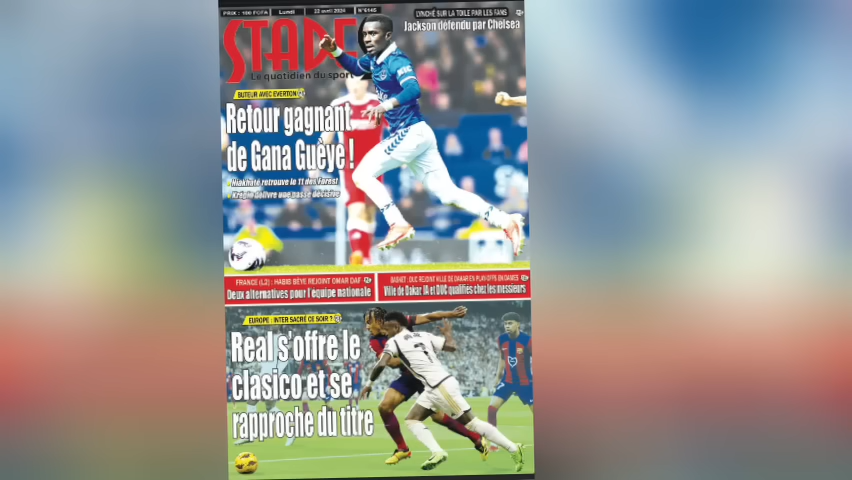 PRIX : 100 FCFA Lundi 22 avril 2024 N°6145
LYNCHÉ SUR LA TOILE PAR LES FANS
Jackson défendu par Chelsea
STADE
Le quotidien du sport
BUTEUR AVEC EVERTON
Retour gagnant
de Gana Guèye !
Niakhaté retrouve le 11 de Forest
Krépin délivre une passe décisive
FRANCE (L2) : HABIB BÈYE REJOINT OMAR DAF
Deux alternatives pour l'équipe nationale
BASKET : DUC REJOINT VILLE DE DAKAR EN PLAY OFFS EN DAMES
Ville de Dakar, JA et DUC qualifiés chez les messieurs
EUROPE : INTER SACRÉ CE SOIR ?
Real s'offre le
clasico et se
rapproche du titre
7